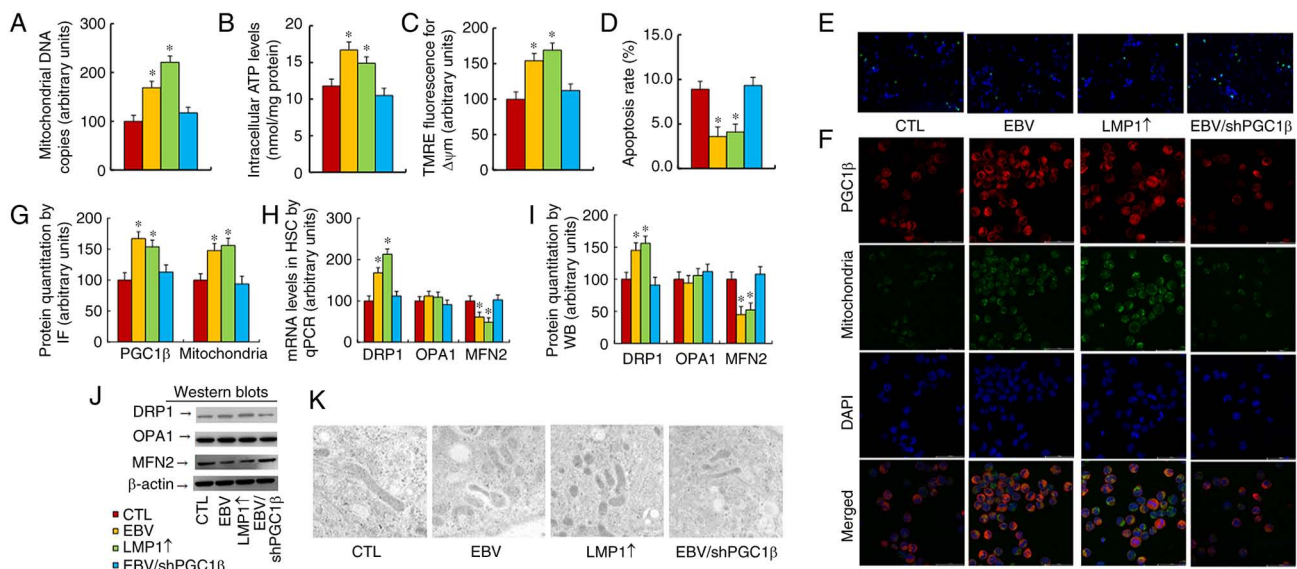 A
Mitochondrial DNA
copies (arbitrary units)
300
200
100
0
*
*
B
Intracellular ATP levels
(nmol/mg protein)
20
15
10
5
0
*
*
C
TMRE fluorescence for
Δψm (arbitrary units)
200
150
100
50
0
*
*
D
Apoptosis rate (%)
10.0
5.0
0.0
*
*
E
CTL
EBV
LMP1↑
EBV/shPGC1β
F
PGC1β
Mitochondria
DAPI
Merged
G
Protein quantation by
IF (arbitrary units)
200
150
100
50
0
*
*
*
*
PGC1β
Mitochondria
H
mRNA levels in HSC by
qPCR (arbitrary units)
300
200
100
0
*
*
*
*
DRP1
OPA1
MFN2
I
Protein quantation by
WB (arbitrary units)
200
150
100
50
0
*
*
*
*
DRP1
OPA1
MFN2
J
Western blots
DRP1 →
OPA1 →
MFN2 →
β-actin →
CTL
EBV
LMP1↑
EBV/
shPGC1β
CTL
EBV
LMP1↑
EBV/shPGC1β
K
CTL
EBV
LMP1↑
EBV/shPGC1β